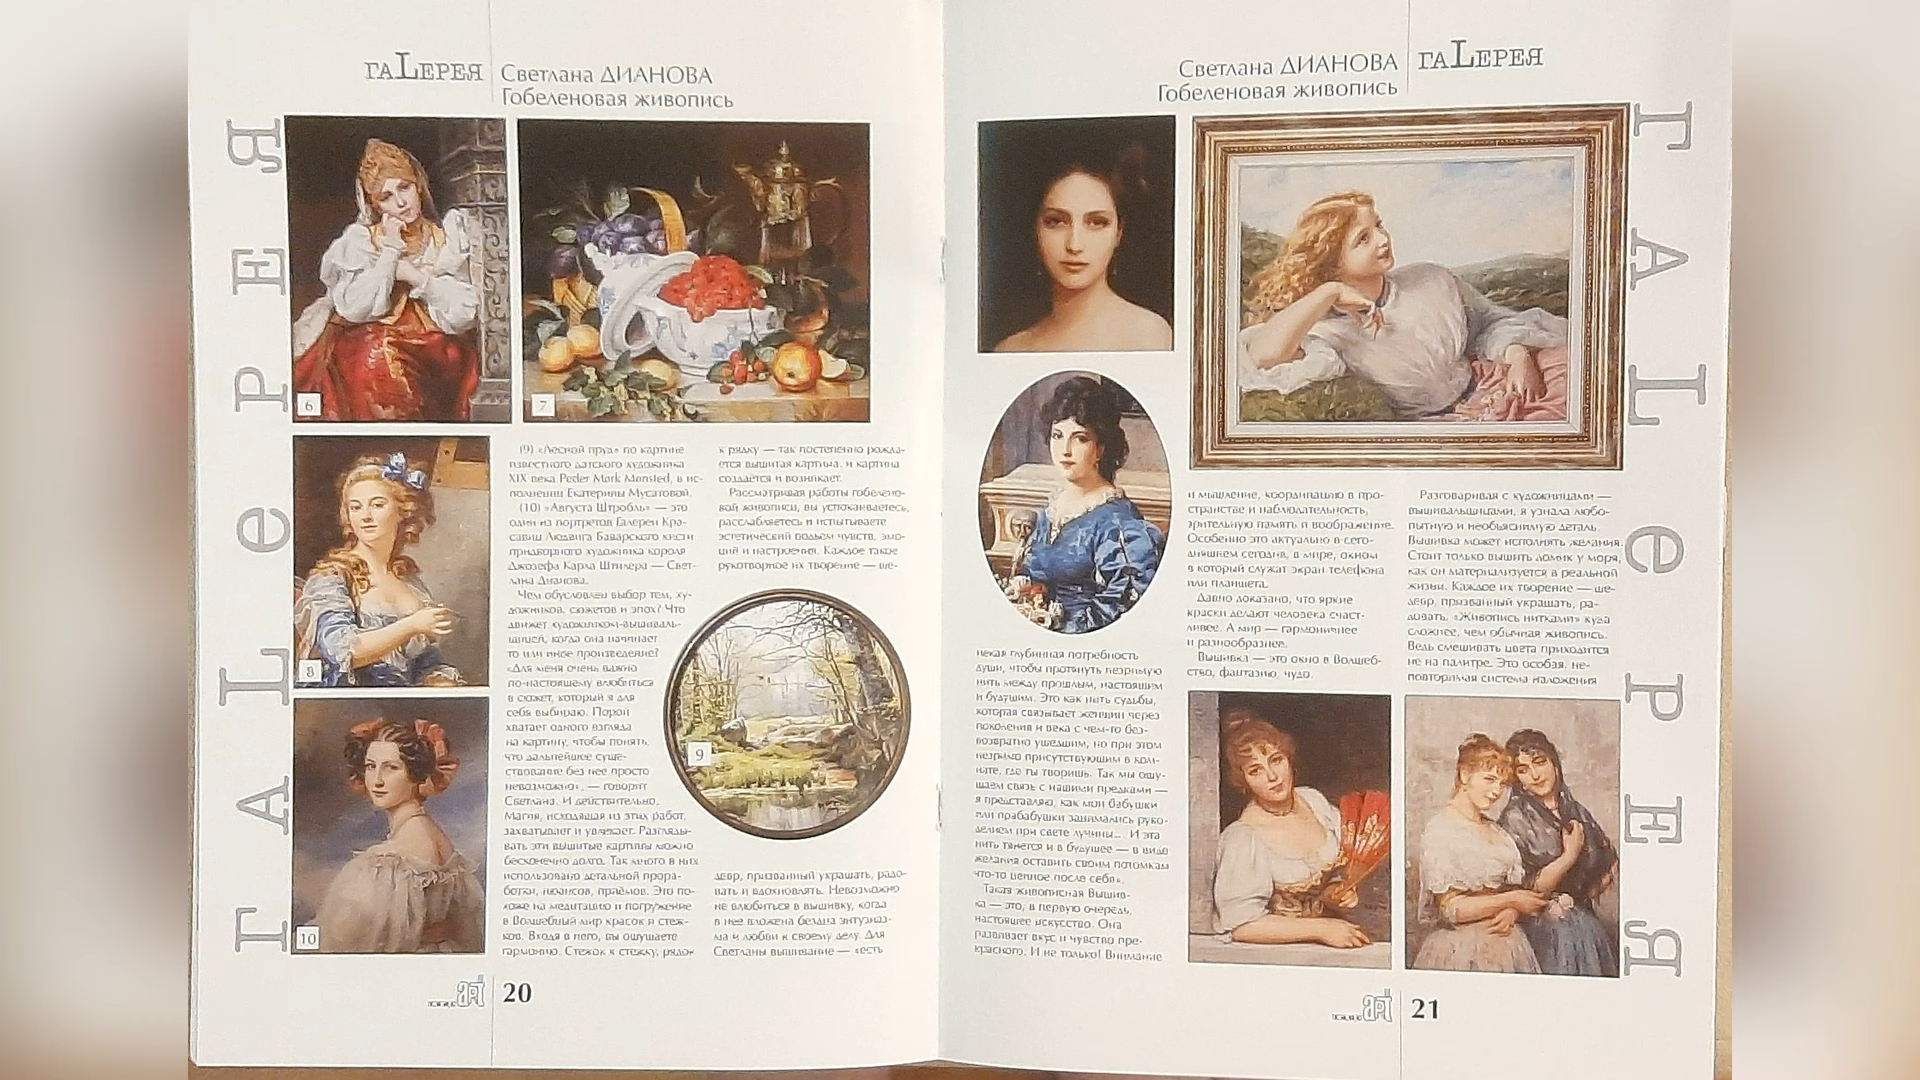 ГАLЕРЕЯ
Светлана ДИАНОВА
Гобеленовая живопись
ГАLеРЕЯ
6
7
8
9
10
(9) «Лесной пруд» по картине
известного датского художника
XIX века Peder Mork Monsted, в ис-
полнении Екатерины Мусатовой.
(10) «Августа Штробль» — это
один из портретов Галереи Кра-
савиц Людвига Баварского кисти
придворного художника короля
Джозефа Карла Штилера — Свет-
лана Дианова.
Чем обусловлен выбор тем, ху-
дожников, сюжетов и эпох? Что
движет художником-вышиваль-
щицей, когда она начинает
то или иное произведение?
«Для меня очень важно
по-настоящему влюбиться
в сюжет, который я для
себя выбираю. Порой
хватает одного взгляда
на картину, чтобы понять,
что дальнейшее суще-
ствование без нее просто
невозможно», — говорит
Светлана. И действительно,
Магия, исходящая из этих работ,
захватывает и увлекает. Разгляды-
вать эти вышитые картины можно
бесконечно долго. Так много в них
использовано детальной прора-
ботки, нюансов, приёмов. Это по-
хоже на медитацию и погружение
в Волшебный мир красок и стеж-
ков. Входя в него, вы ощущаете
гармонию. Стежок к стежку, рядок
к рядку — так постепенно рожда-
ется вышитая картина. и картина
создаётся и возникает.
Рассматривая работы гобелено-
вой живописи, вы успокаиваетесь,
расслабляетесь и испытываете
эстетический подъем чувств, эмо-
ций и настроения. Каждое такое
рукотворное их творение — ше-
девр, призванный украшать, радо-
вать и вдохновлять. Невозможно
не влюбиться в вышивку, когда
в нее вложена бездна энтузиаз-
ма и любви к своему делу. Для
Светланы вышивание — «есть
АРТ
20
Светлана ДИАНОВА
Гобеленовая живопись
ГАLЕРЕЯ
ГАLеРЕЯ
некая глубинная потребность
души, чтобы протянуть незримую
нить между прошлым, настоящим
и будущим. Это как нить судьбы,
которая связывает женщин через
поколения и века с чем-то без-
возвратно ушедшим, но при этом
незримо присутствующим в ком-
нате, где ты творишь. Так мы ощу-
щаем связь с нашими предками —
я представляю, как мои бабушки
или прабабушки занимались руко-
делием при свете лучины... И эта
нить тянется и в будущее — в виде
желания оставить своим потомкам
что-то ценное после себя».
Такая живописная Вышив-
ка — это, в первую очередь,
настоящее искусство. Она
развивает вкус и чувство пре-
красного. И не только! Внимание
и мышление, координацию в про-
странстве и наблюдательность,
зрительную память и воображение.
Особенно это актуально в сего-
дняшнем сегодня, в мире, окном
в который служат экран телефона
или планшета.
Давно доказано, что яркие
краски делают человека счаст-
ливее. А мир — гармоничнее
и разнообразнее.
Вышивка — это окно в Волшеб-
ство, фантазию, чудо.
Разговаривая с художницами —
вышивальщицами, я узнала любо-
пытную и необъяснимую деталь.
Вышивка может исполнять желания.
Стоит только вышить домик у моря,
как он материализуется в реальной
жизни. Каждое их творение — ше-
девр, призванный украшать, ра-
довать. «Живопись нитками» куда
сложнее, чем обычная живопись.
Ведь смешивать цвета приходится
не на палитре. Это особая, не-
повторимая система наложения
АРТ
21